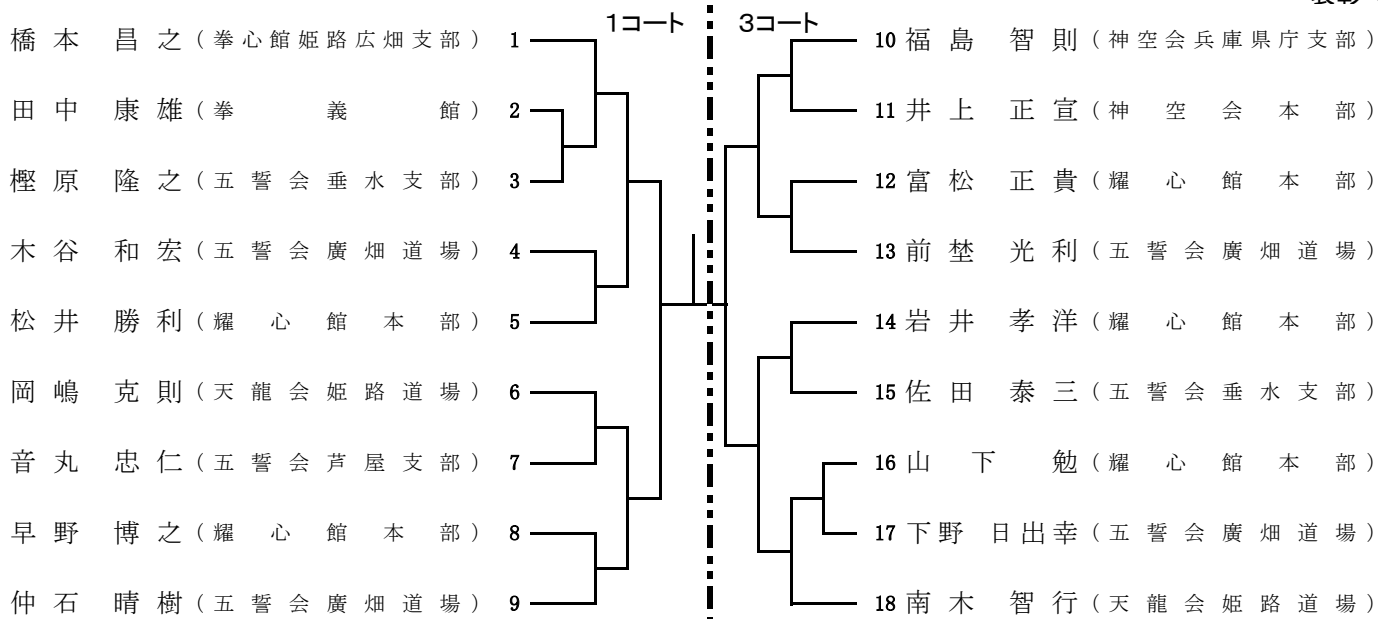 1コート
3コート
橋本 昌之(拳心館姫路広畑支部) 1
田中 康雄(拳義館) 2
樫原 隆之(五誓会垂水支部) 3
木谷 和宏(五誓会廣畑道場) 4
松井 勝利(耀心館本部) 5
岡嶋 克則(天龍会姫路道場) 6
音丸 忠仁(五誓会芦屋支部) 7
早野 博之(耀心館本部) 8
仲石 晴樹(五誓会廣畑道場) 9
10 福島 智則(神空会兵庫県庁支部)
11 井上 正宣(神空会本部)
12 富松 正貴(耀心館本部)
13 前埜 光利(五誓会廣畑道場)
14 岩井 孝洋(耀心館本部)
15 佐田 泰三(五誓会垂水支部)
16 山下 勉(耀心館本部)
17 下野 日出幸(五誓会廣畑道場)
18 南木 智行(天龍会姫路道場)